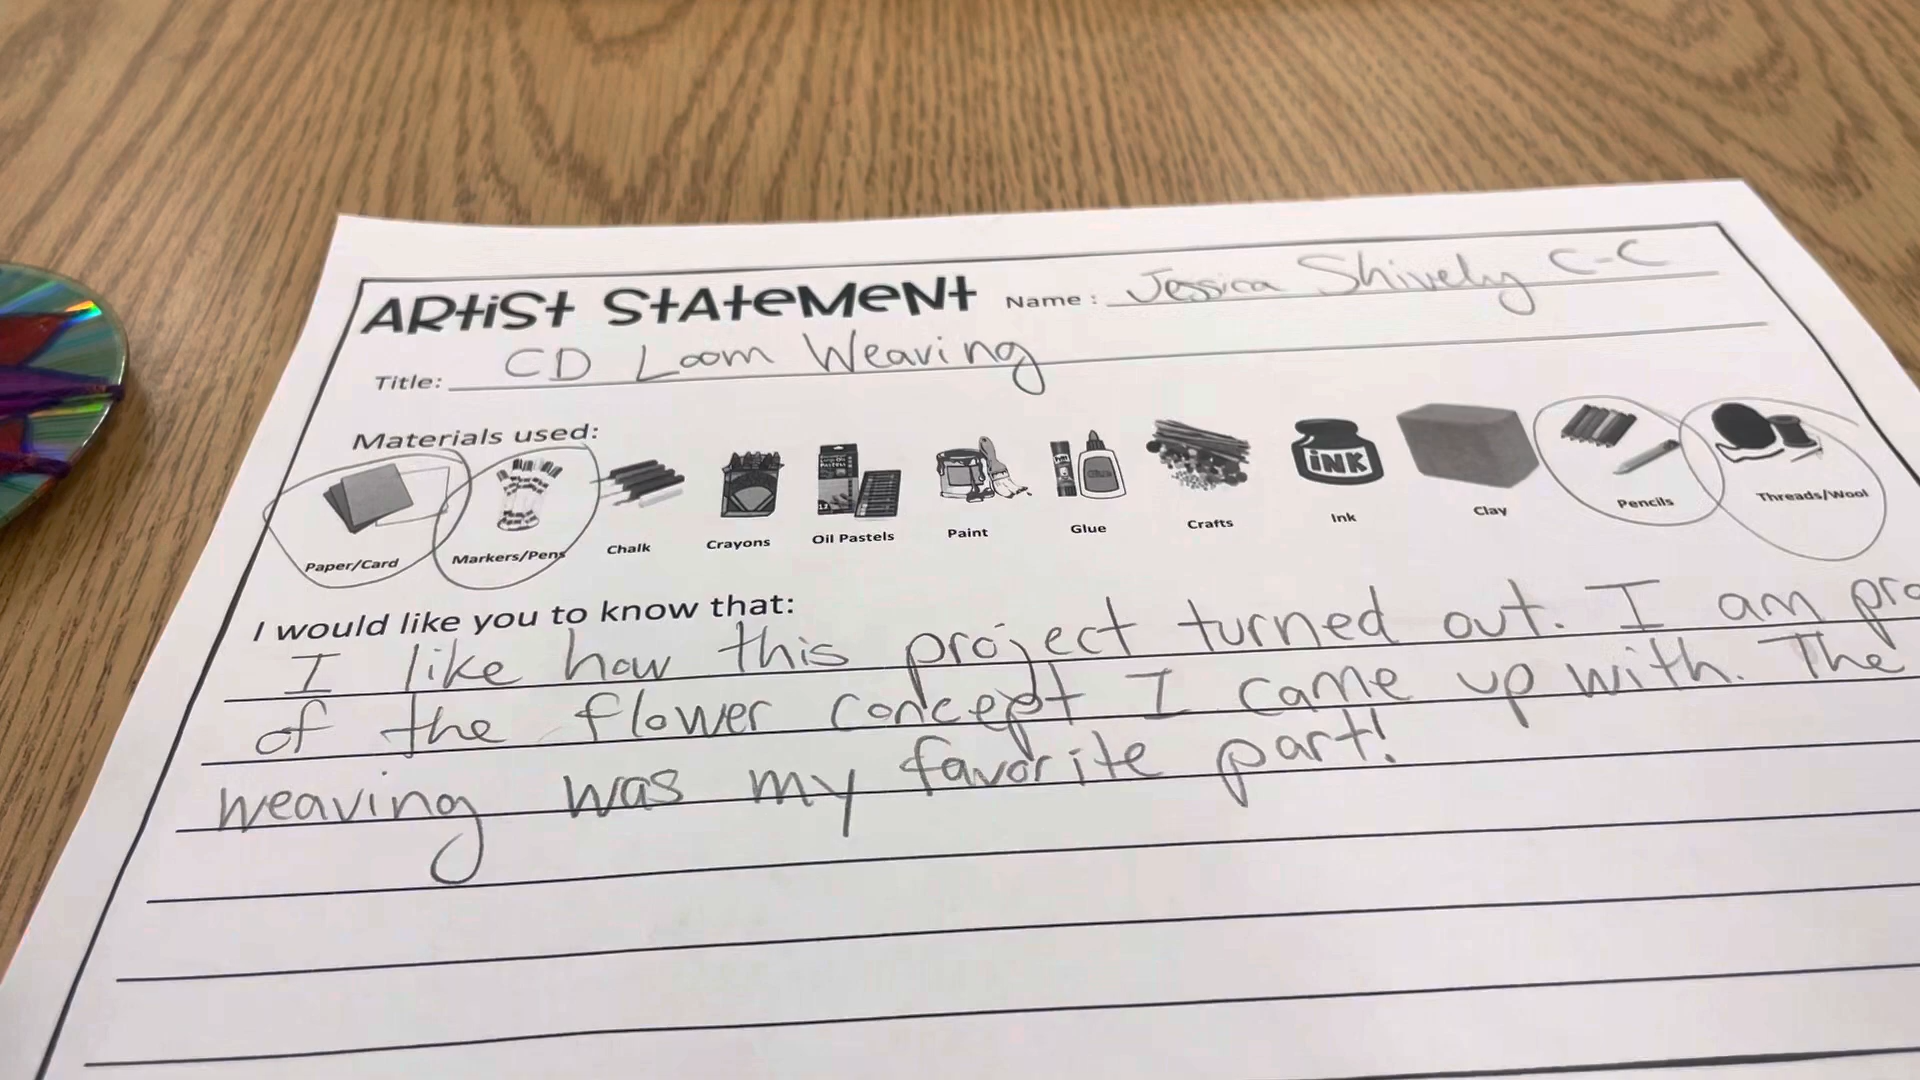 ARTIST STATEMENT Name : Jessica Shively C-C
Title: CD Loom Weaving
Materials used:
Paper/Card Markers/Pens Chalk Crayons Oil Pastels Paint Glue Crafts INK Ink Clay Pencils Threads/Wool
I would like you to know that:
I like how this project turned out. I am
of the flower concept I came up with. The
weaving was my favorite part!